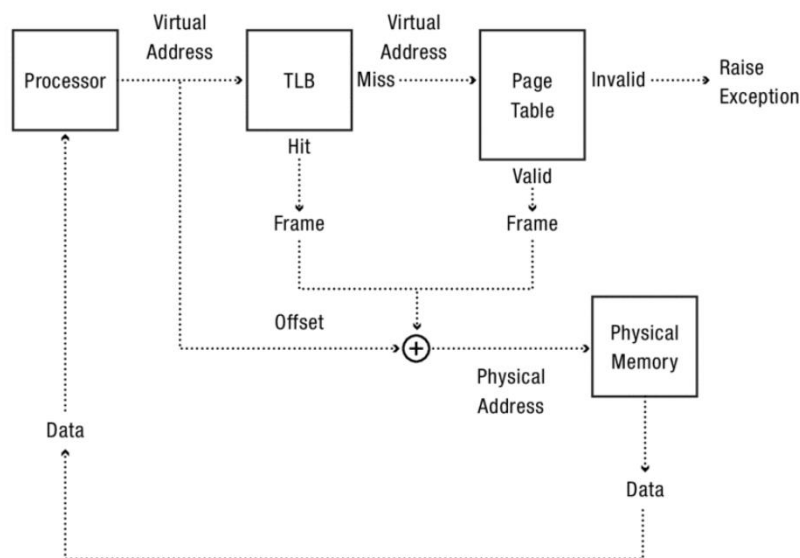 Virtual
Address
Virtual
Address
Processor
TLB
Miss
Page
Table
Invalid
Raise
Exception
Hit
Valid
Frame
Frame
Offset
Physical
Memory
Physical
Address
Data
Data